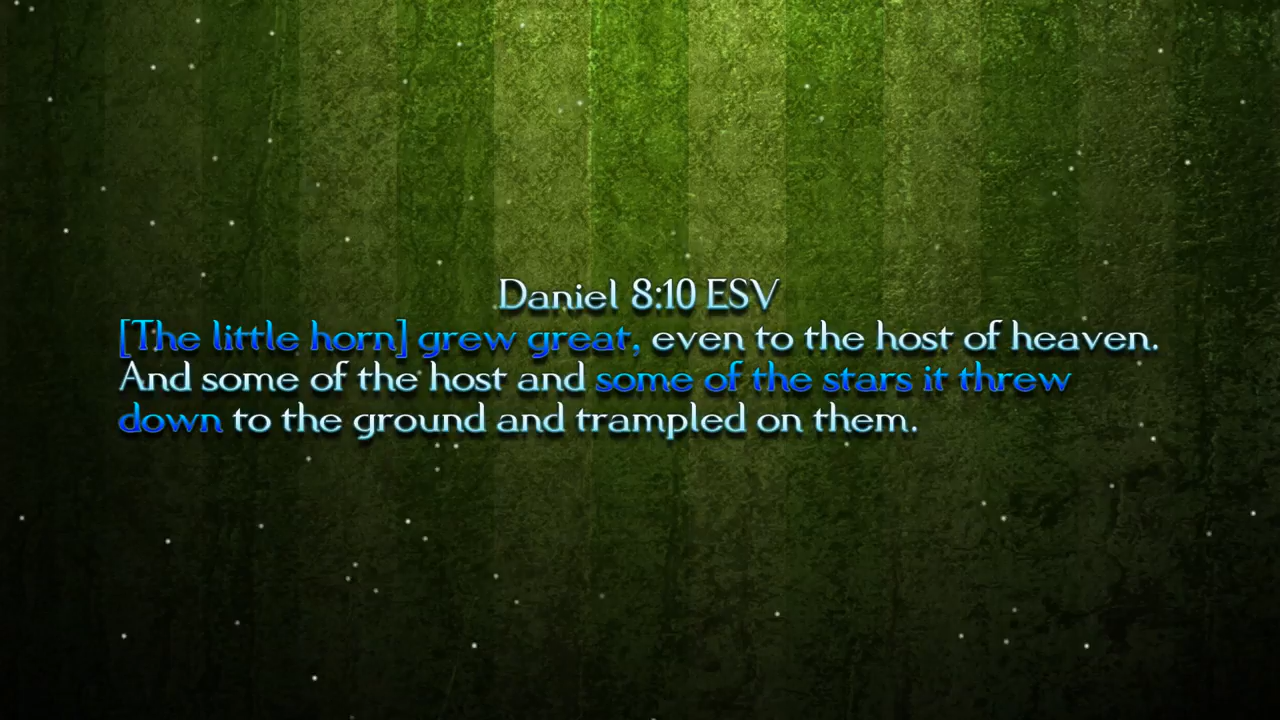 Daniel 8:10 ESV
[The little horn] grew great, even to the host of heaven.
And some of the host and some of the stars it threw
down to the ground and trampled on them.